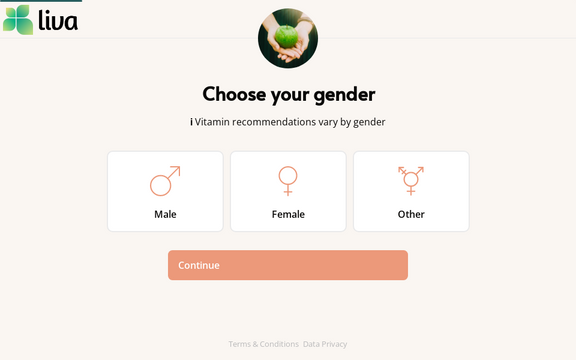 liva
Choose your gender
i Vitamin recommendations vary by gender
Male
Female
Other
Continue
Terms & Conditions Data Privacy